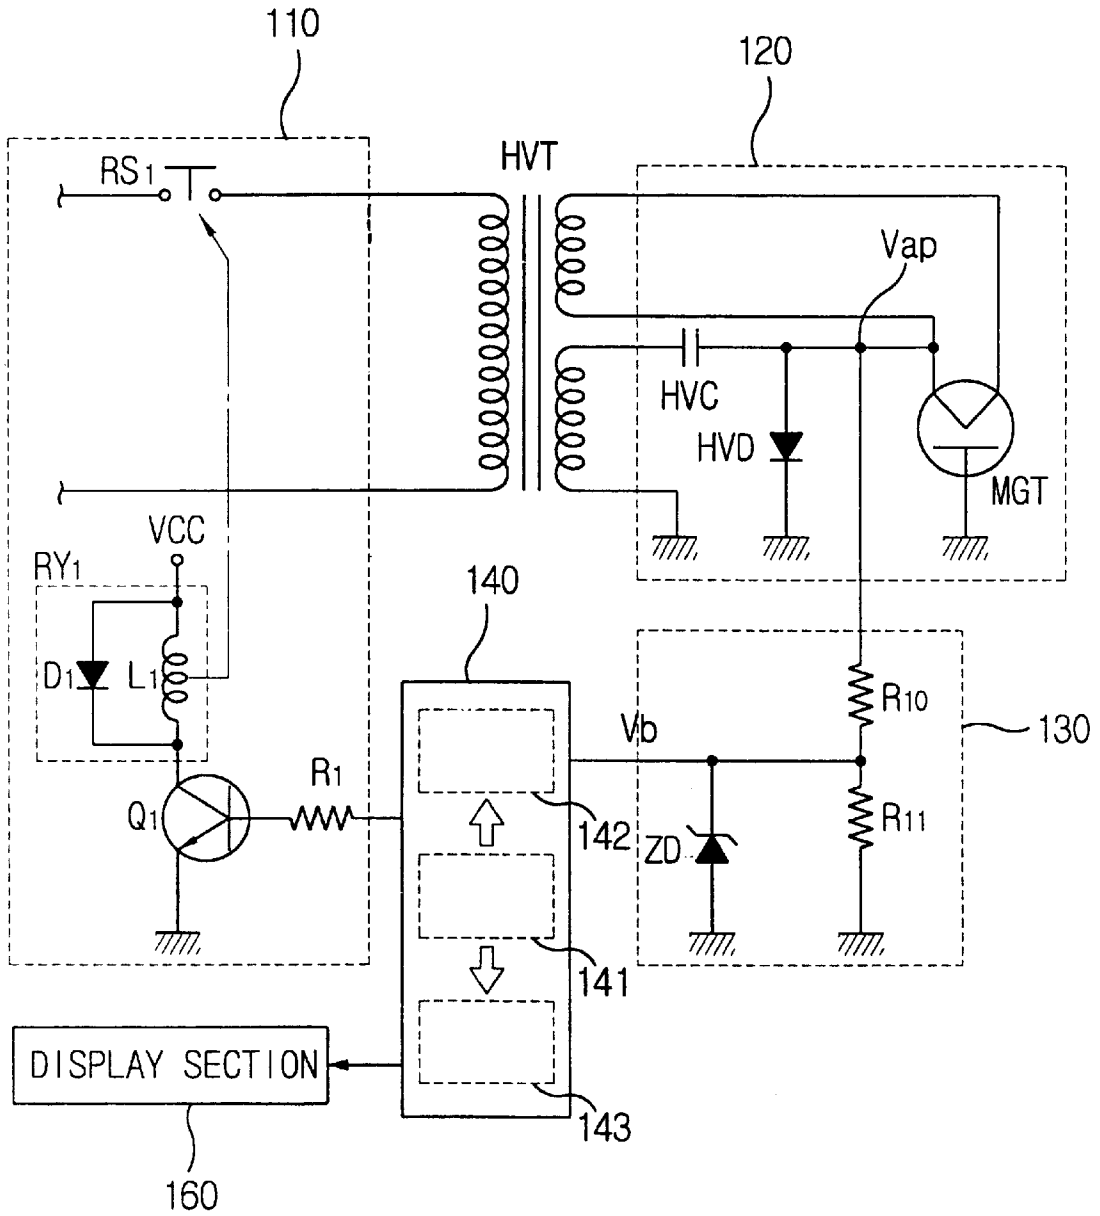 110
120
RS1
HVT
Vap
HVC
HVD
MGT
VCC
RY1
140
D1
L1
R10
130
Vb
R1
Q1
142
ZD
R11
141
DISPLAY SECTION
143
160